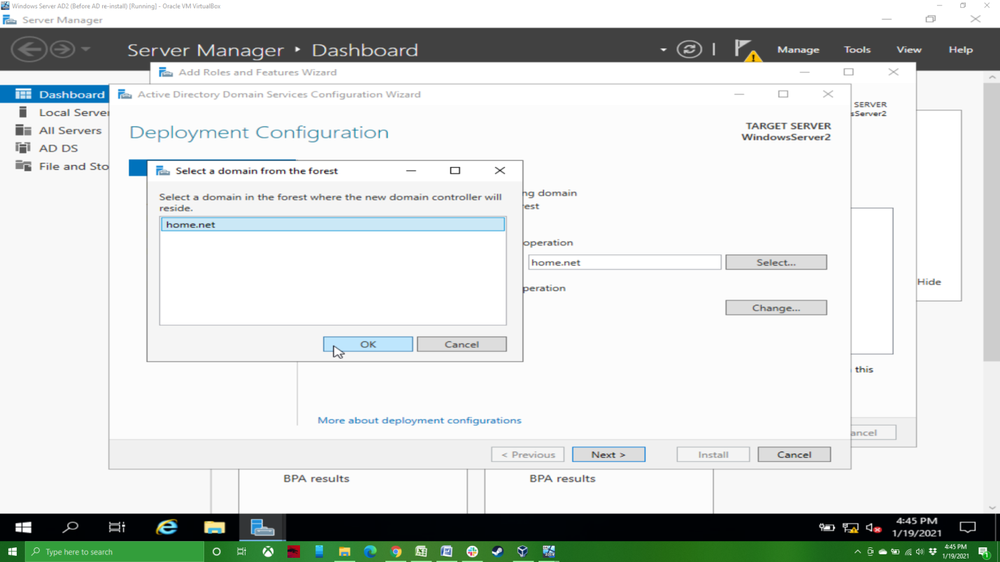 Windows Server AD2 (Before AD re-install) [Running] - Oracle VM VirtualBox
Server Manager
Server Manager ‣ Dashboard
Manage
Tools
View
Help
Add Roles and Features Wizard
Dashboard
Local Server
All Servers
AD DS
File and Sto
Active Directory Domain Services Configuration Wizard
SERVER
sServer2
Deployment Configuration
TARGET SERVER
WindowsServer2
Select a domain from the forest
Select a domain in the forest where the new domain controller will
reside.
home.net
OK
Cancel
ng domain
est
operation
home.net
Select...
peration
Change...
Hide
this
More about deployment configurations
ancel
< Previous
Next >
Install
Cancel
BPA results
BPA results
4:45 PM
1/19/2021
Type here to search
4:45 PM
1/19/2021